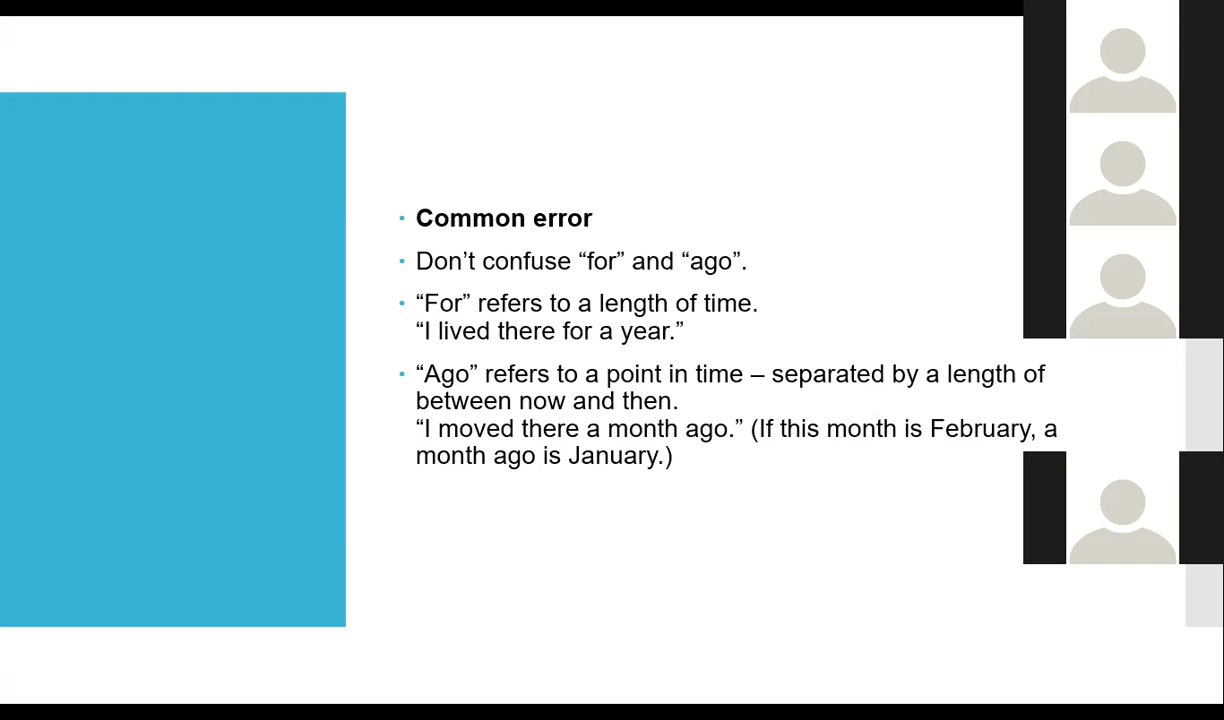 • Common error
• Don’t confuse “for” and “ago”.
• “For” refers to a length of time.
“I lived there for a year.”
• “Ago” refers to a point in time – separated by a length of
between now and then.
“I moved there a month ago.” (If this month is February, a
month ago is January.)